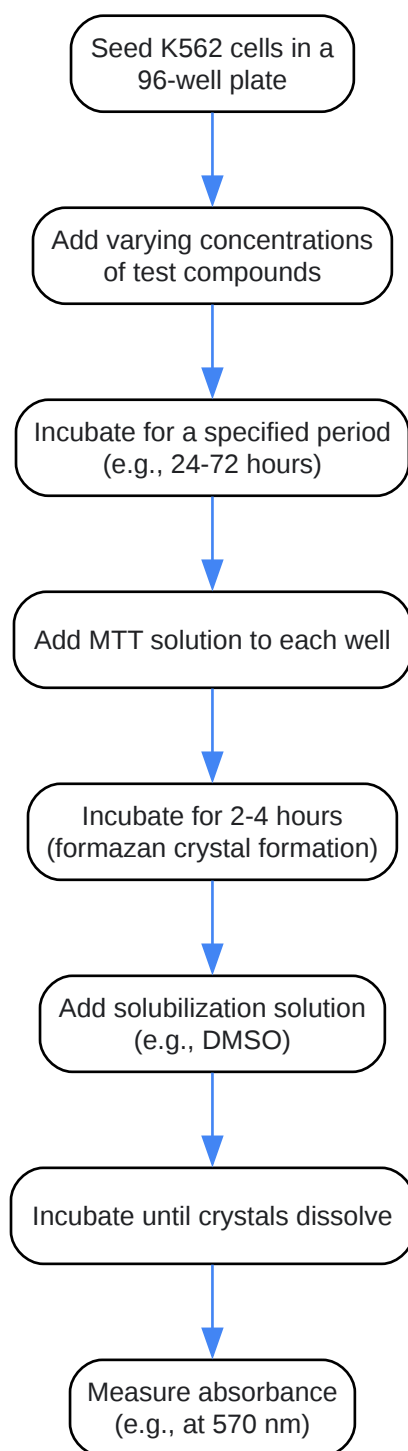 Seed K562 cells in a
96-well plate
Add varying concentrations
of test compounds
Incubate for a specified period
(e.g., 24-72 hours)
Add MTT solution to each well
Incubate for 2-4 hours
(formazan crystal formation)
Add solubilization solution
(e.g., DMSO)
Incubate until crystals dissolve
Measure absorbance
(e.g., at 570 nm)